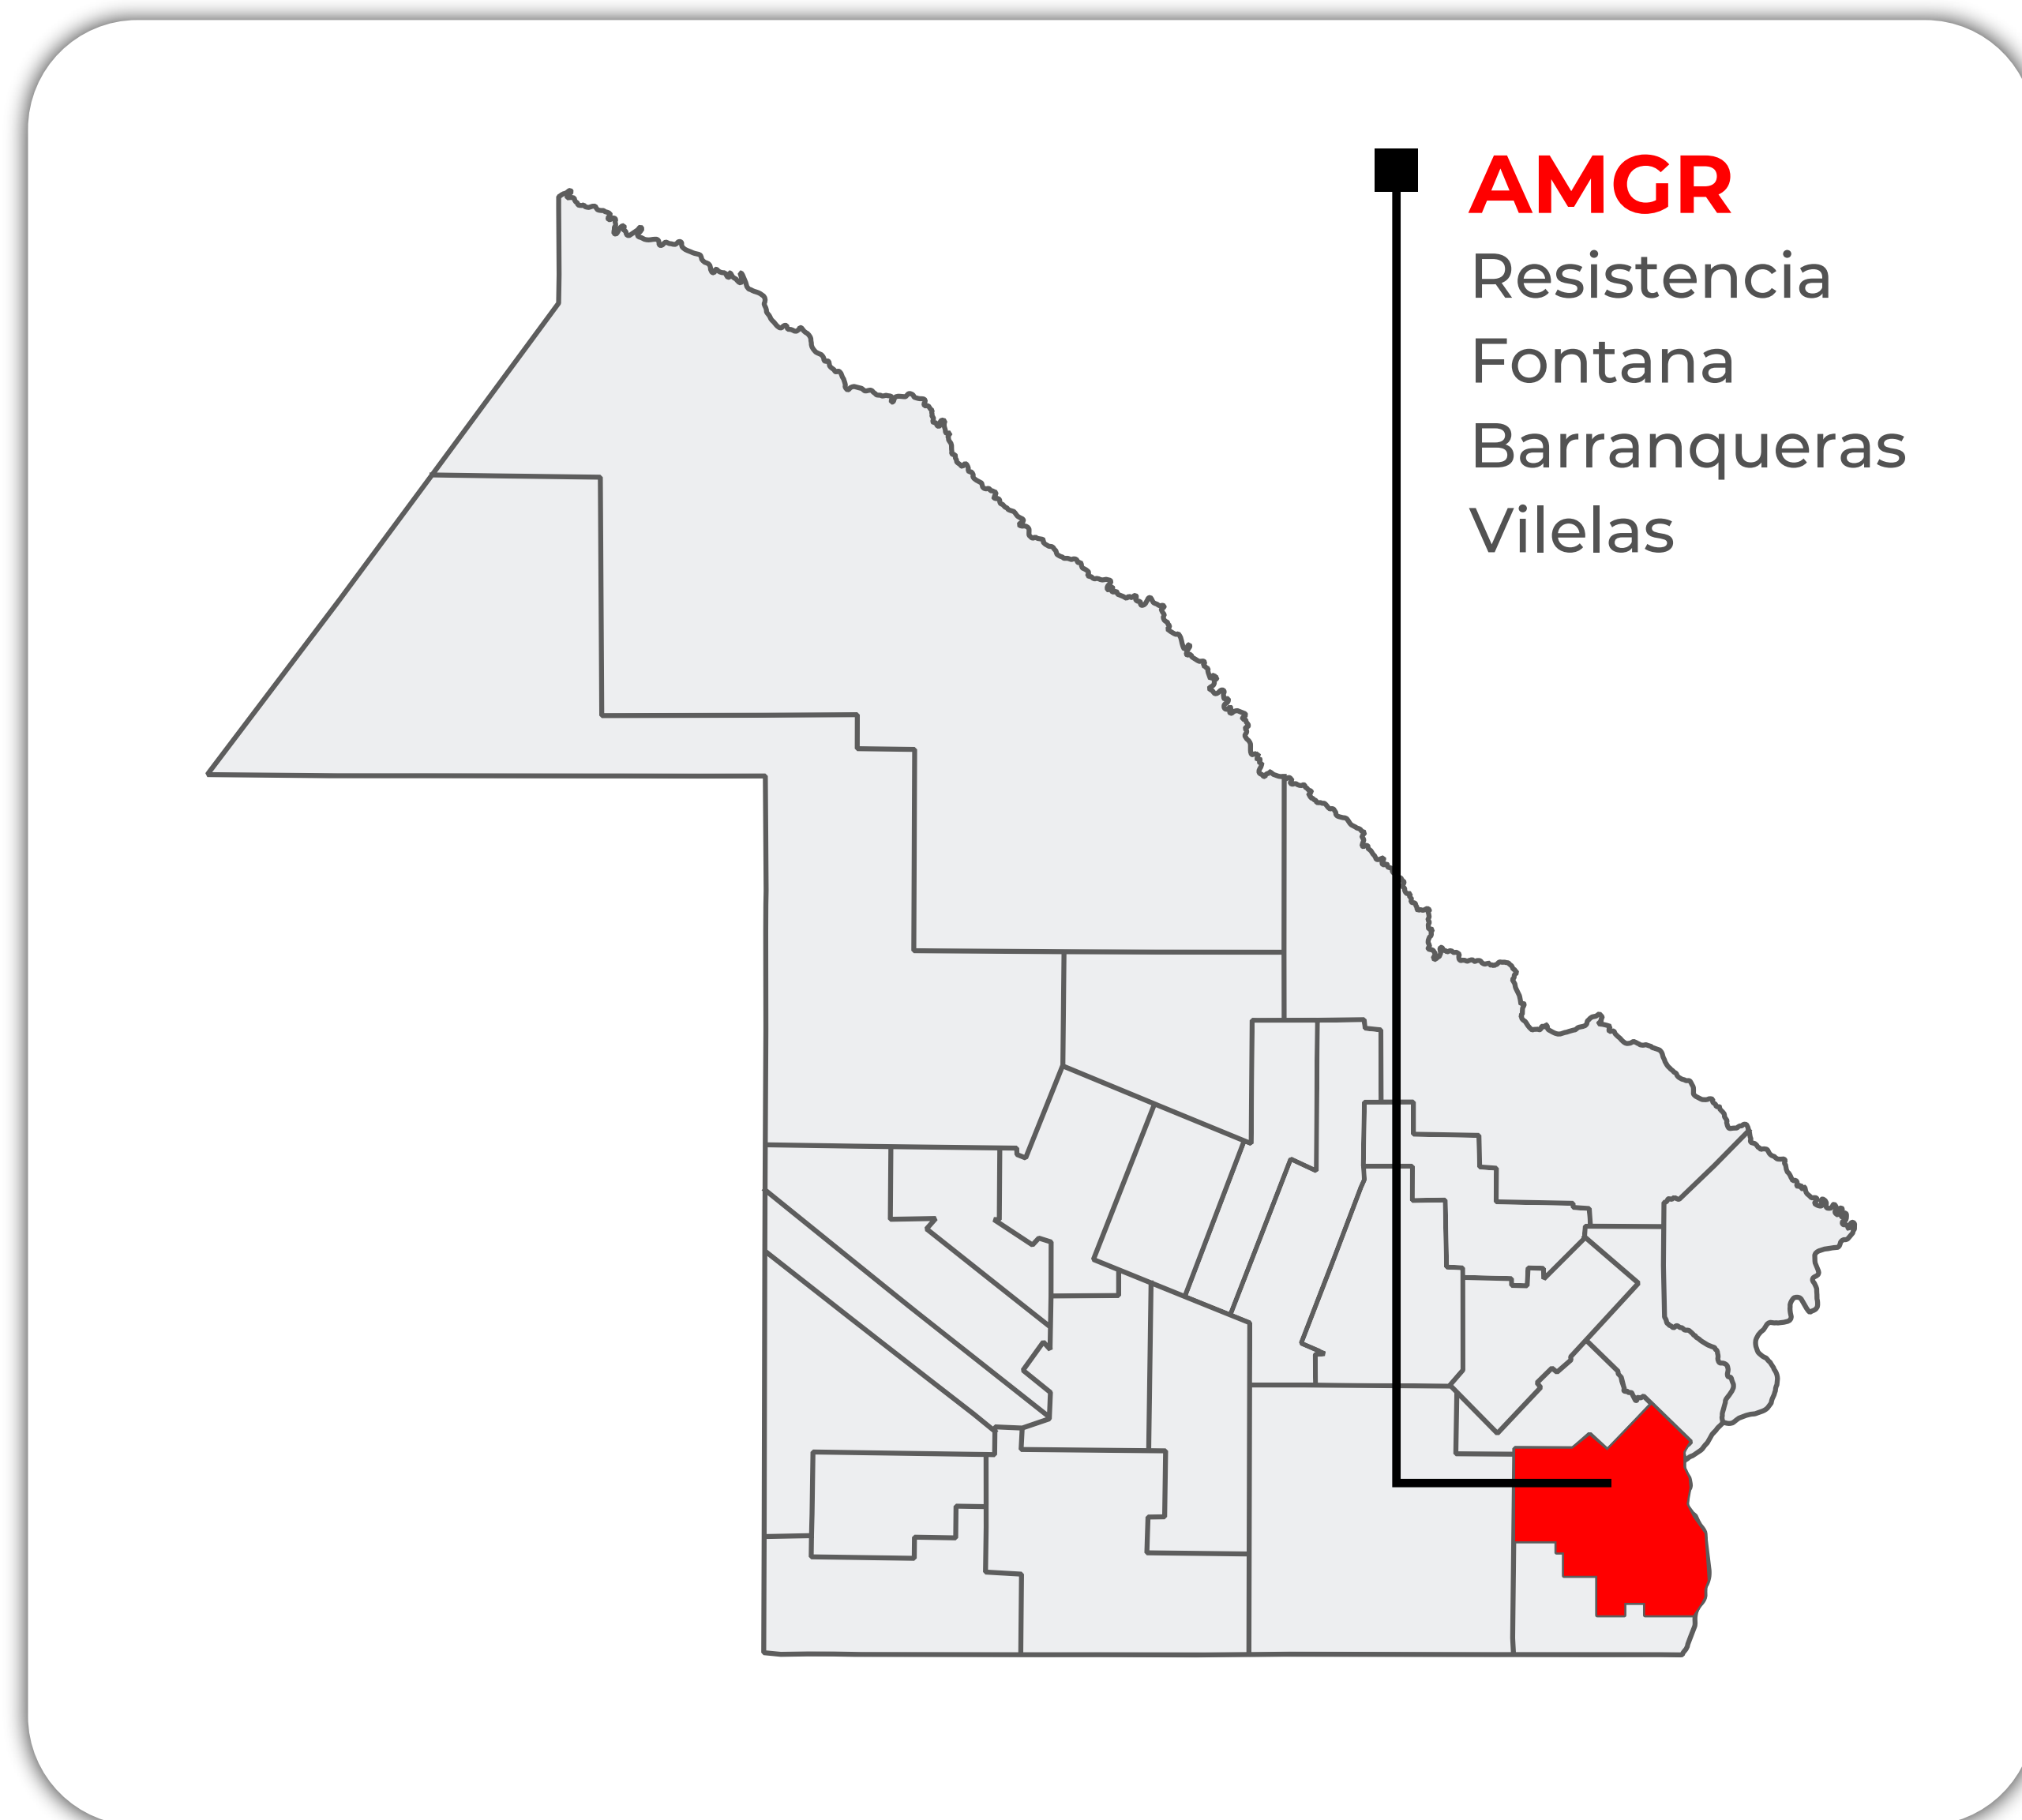 AMGR
Resistencia
Fontana
Barranqueras
Vilelas